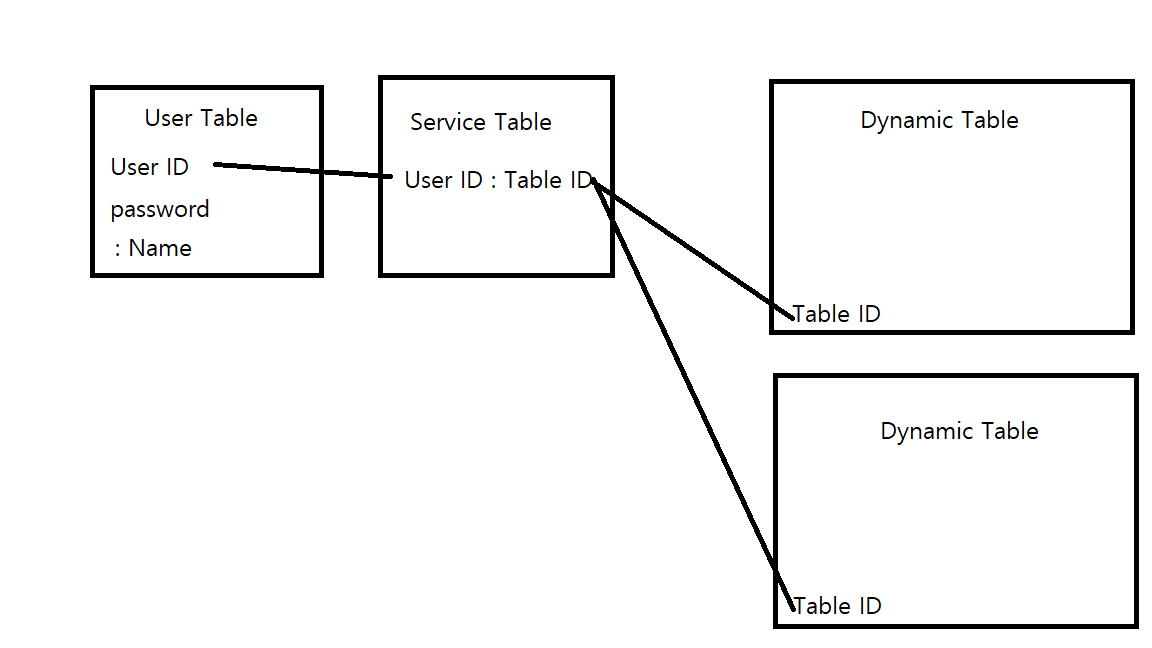 User Table
User ID
password
: Name
Service Table
User ID : Table ID
Dynamic Table
Table ID
Dynamic Table
Table ID